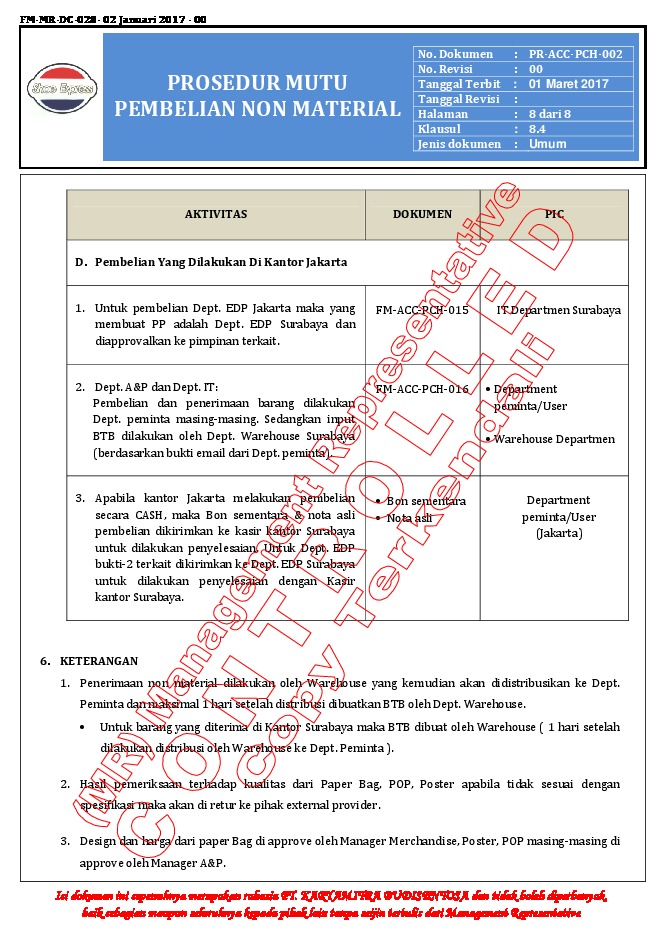 FM-MR-DC-028- 02 Januari 2017 - 00
Shoe Express
PROSEDUR MUTU
PEMBELIAN NON MATERIAL
No. Dokumen : PR-ACC-PCH-002
No. Revisi : 00
Tanggal Terbit : 01 Maret 2017
Tanggal Revisi :
Halaman : 8 dari 8
Klausul : 8.4
Jenis dokumen : Umum
AKTIVITAS DOKUMEN PIC
D. Pembelian Yang Dilakukan Di Kantor Jakarta
1. Untuk pembelian Dept. EDP Jakarta maka yang FM-ACC-PCH-015 IT Departmen Surabaya
membuat PP adalah Dept. EDP Surabaya dan
diapprovalkan ke pimpinan terkait.
2. Dept. A&P dan Dept. IT: FM-ACC-PCH-016 • Department
Pembelian dan penerimaan barang dilakukan peminta/User
Dept. peminta masing-masing. Sedangkan input
BTB dilakukan oleh Dept. Warehouse Surabaya • Warehouse Departmen
(berdasarkan bukti email dari Dept. peminta).
3. Apabila kantor Jakarta melakukan pembelian • Bon sementara Department
secara CASH, maka Bon sementara & nota asli • Nota asli peminta/User
pembelian dikirimkan ke kasir kantor Surabaya (Jakarta)
untuk dilakukan penyelesaian. Untuk Dept. EDP
bukti-2 terkait dikirimkan ke Dept. EDP Surabaya
untuk dilakukan penyelesaian dengan Kasir
kantor Surabaya.
(MR) Management Representative
CONTROLLED
Copy Terkendali
6. KETERANGAN
1. Penerimaan non material dilakukan oleh Warehouse yang kemudian akan didistribusikan ke Dept.
Peminta dan maksimal 1 hari setelah distribusi dibuatkan BTB oleh Dept. Warehouse.
• Untuk barang yang diterima di Kantor Surabaya maka BTB dibuat oleh Warehouse ( 1 hari setelah
dilakukan distribusi oleh Warehouse ke Dept. Peminta ).
2. Hasil pemeriksaan terhadap kualitas dari Paper Bag, POP, Poster apabila tidak sesuai dengan
spesifikasi maka akan di retur ke pihak external provider.
3. Design dan harga dari paper Bag di approve oleh Manager Merchandise, Poster, POP masing-masing di
approve oleh Manager A&P.
Isi dokumen ini sepenuhnya merupakan rahasia PT. KARYAMITRA BUDISENTOSA dan tidak boleh diperbanyak,
baik sebagian maupun seluruhnya kepada pihak lain tanpa seijin tertulis dari Management Representative